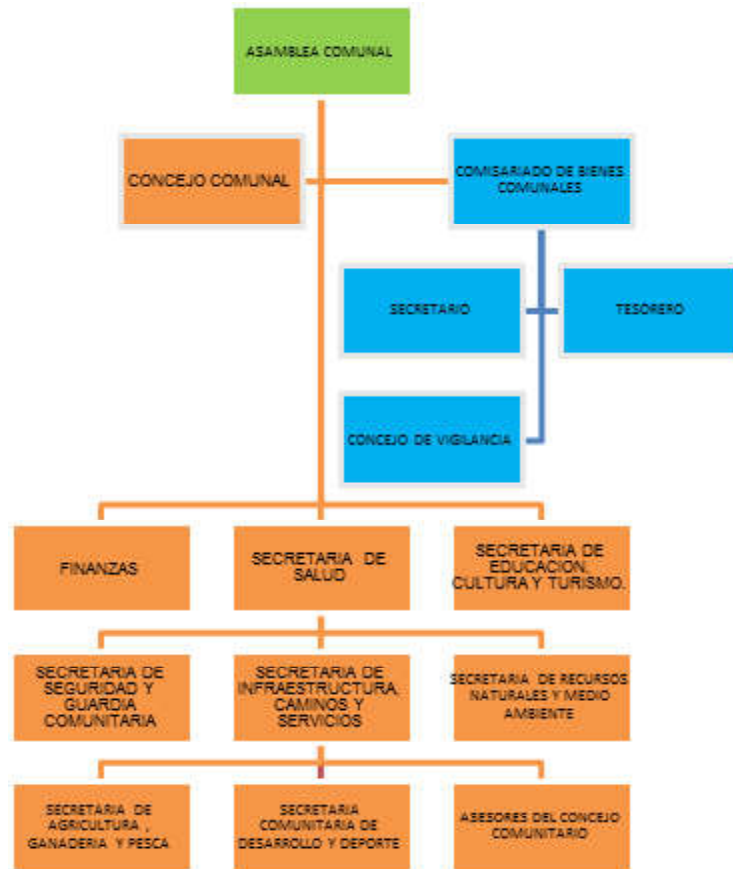 ASAMBLEA COMUNAL
CONCEJO COMUNAL
COMISARIADO DE BIENES
COMUNALES
SECRETARIO
TESORERO
CONCEJO DE VIGILANCIA
FINANZAS
SECRETARIA DE
SALUD
SECRETARIA DE
EDUCACION,
CULTURA Y TURISMO.
SECRETARIA DE
SEGURIDAD Y
GUARDIA
COMUNITARIA
SECRETARIA DE
INFRAESTRUCTURA,
CAMINOS Y
SERVICIOS
SECRETARIA DE RECURSOS
NATURALES Y MEDIO
AMBIENTE
SECRETARIA DE
AGRICULTURA ,
GANADERIA Y PESCA
SECRETARIA
COMUNITARIA DE
DESARROLLO Y DEPORTE
ASESORES DEL CONCEJO
COMUNITARIO